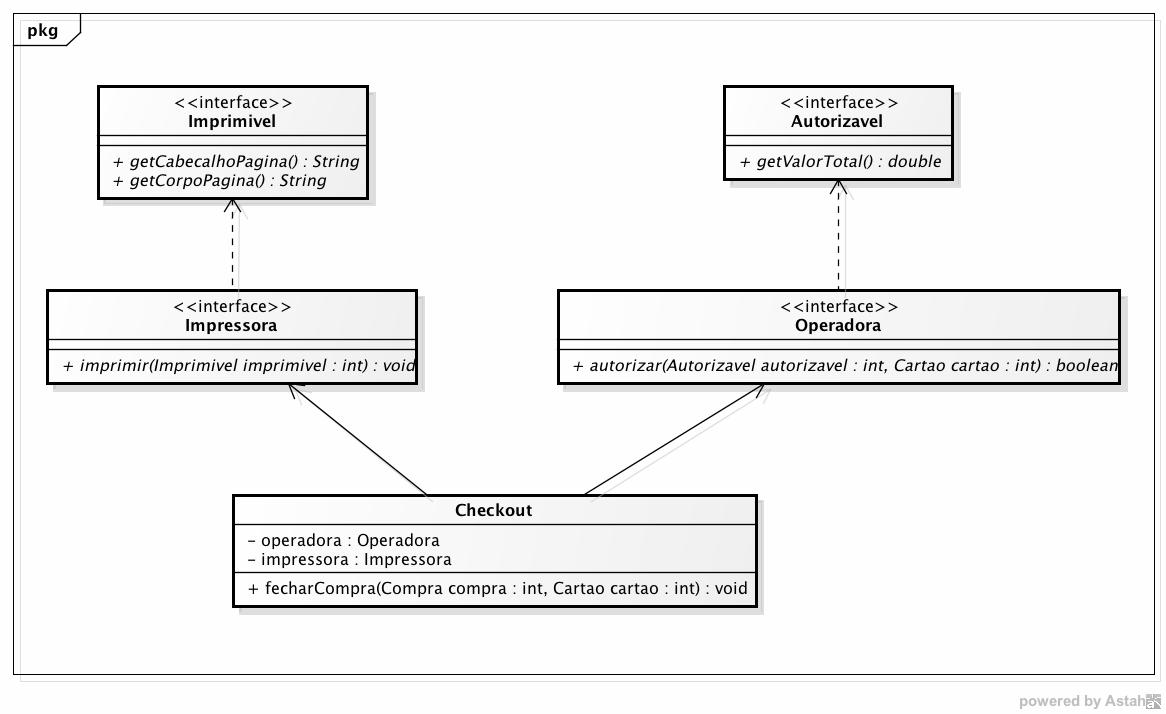 pkg
<<interface>>
Imprimivel
+ getCabecalhoPagina() : String
+ getCorpoPagina() : String
<<interface>>
Autorizavel
+ getValorTotal() : double
<<interface>>
Impressora
+ imprimir(Imprimivel imprimivel : int) : void
<<interface>>
Operadora
+ autorizar(Autorizavel autorizavel : int, Cartao cartao : int) : boolean
Checkout
- operadora : Operadora
- impressora : Impressora
+ fecharCompra(Compra compra : int, Cartao cartao : int) : void
powered by Astah